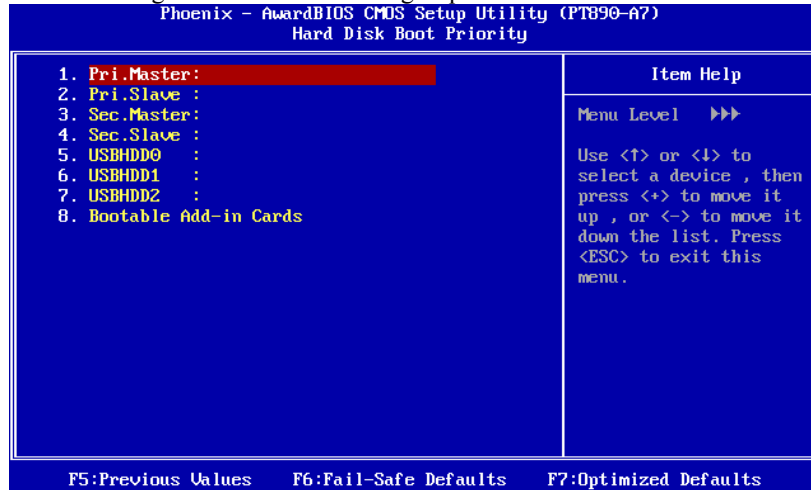 Phoenix - AwardBIOS CMOS Setup Utility (PT890-A7)
Hard Disk Boot Priority
1. Pri.Master:
2. Pri.Slave :
3. Sec.Master:
4. Sec.Slave :
5. USBHDD0 :
6. USBHDD1 :
7. USBHDD2 :
8. Bootable Add-in Cards
Item Help
Menu Level ▶▶▶
Use <↑> or <↓> to
select a device , then
press <+> to move it
up , or <-> to move it
down the list. Press
<ESC> to exit this
menu.
F5:Previous Values F6:Fail-Safe Defaults F7:Optimized Defaults